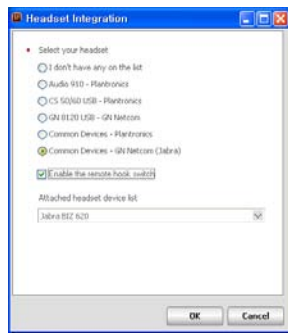 Headset Integration
Select your headset
I don't have any on the list
Audio 910 - Plantronics
CS 50/60 USB - Plantronics
GN 8120 USB - GN Netcom
Common Devices - Plantronics
Common Devices - GN Netcom (Jabra)
Enable the remote hook switch
Attached headset device list
Jabra BIZ 620
OK
Cancel